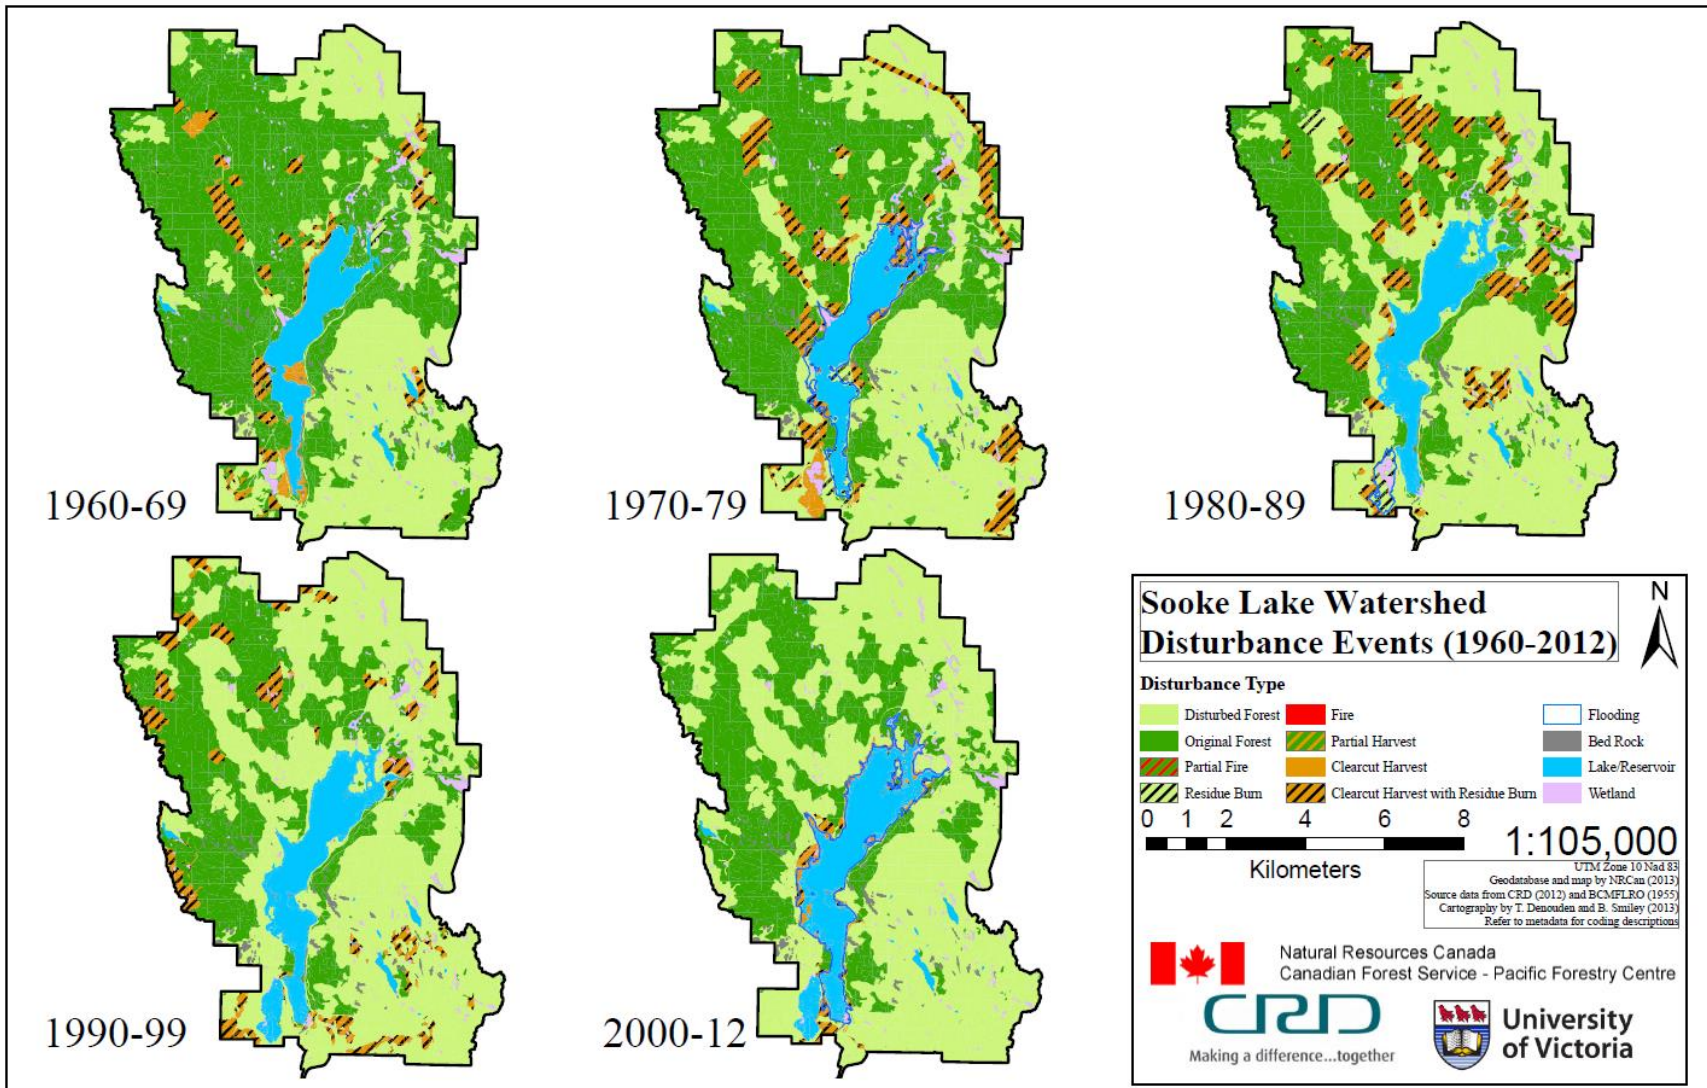 1960-69
1970-79
1980-89
1990-99
2000-12
Sooke Lake Watershed
Disturbance Events (1960-2012)
N
Disturbance Type
Disturbed Forest
Fire
Flooding
Original Forest
Partial Harvest
Bed Rock
Partial Fire
Clearcut Harvest
Lake/Reservoir
Residue Burn
Clearcut Harvest with Residue Burn
Wetland
0 1 2 4 6 8
Kilometers
1:105,000
UTM Zone 10 Nad 83
Geodatabase and map by NRCan (2013)
Source data from CRD (2012) and BCMFLRO (1955)
Cartography by T. Denouden and B. Smiley (2013)
Refer to metadata for coding descriptions
Natural Resources Canada
Canadian Forest Service - Pacific Forestry Centre
CRD
Making a difference...together
University
of Victoria